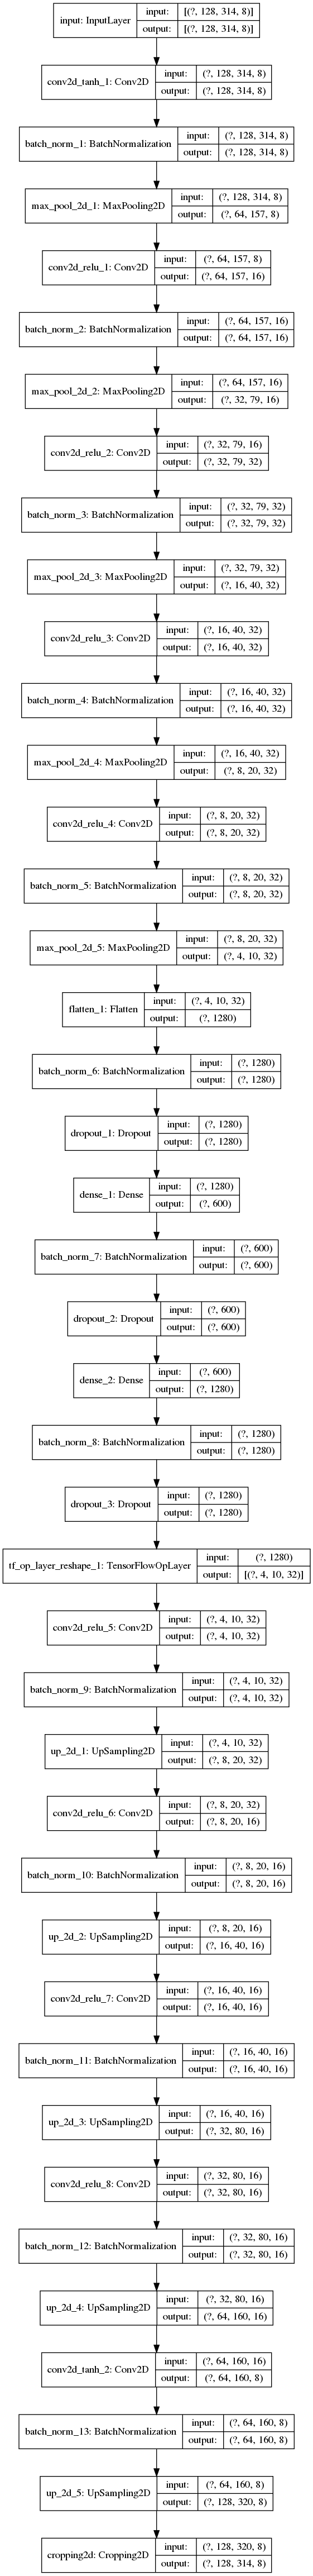 input: InputLayer
input: [(?, 128, 314, 8)]
output: [(?, 128, 314, 8)]
conv2d_tanh_1: Conv2D
input: (?, 128, 314, 8)
output: (?, 128, 314, 8)
batch_norm_1: BatchNormalization
input: (?, 128, 314, 8)
output: (?, 128, 314, 8)
max_pool_2d_1: MaxPooling2D
input: (?, 128, 314, 8)
output: (?, 64, 157, 8)
conv2d_relu_1: Conv2D
input: (?, 64, 157, 8)
output: (?, 64, 157, 16)
batch_norm_2: BatchNormalization
input: (?, 64, 157, 16)
output: (?, 64, 157, 16)
max_pool_2d_2: MaxPooling2D
input: (?, 64, 157, 16)
output: (?, 32, 79, 16)
conv2d_relu_2: Conv2D
input: (?, 32, 79, 16)
output: (?, 32, 79, 32)
batch_norm_3: BatchNormalization
input: (?, 32, 79, 32)
output: (?, 32, 79, 32)
max_pool_2d_3: MaxPooling2D
input: (?, 32, 79, 32)
output: (?, 16, 40, 32)
conv2d_relu_3: Conv2D
input: (?, 16, 40, 32)
output: (?, 16, 40, 32)
batch_norm_4: BatchNormalization
input: (?, 16, 40, 32)
output: (?, 16, 40, 32)
max_pool_2d_4: MaxPooling2D
input: (?, 16, 40, 32)
output: (?, 8, 20, 32)
conv2d_relu_4: Conv2D
input: (?, 8, 20, 32)
output: (?, 8, 20, 32)
batch_norm_5: BatchNormalization
input: (?, 8, 20, 32)
output: (?, 8, 20, 32)
max_pool_2d_5: MaxPooling2D
input: (?, 8, 20, 32)
output: (?, 4, 10, 32)
flatten_1: Flatten
input: (?, 4, 10, 32)
output: (?, 1280)
batch_norm_6: BatchNormalization
input: (?, 1280)
output: (?, 1280)
dropout_1: Dropout
input: (?, 1280)
output: (?, 1280)
dense_1: Dense
input: (?, 1280)
output: (?, 600)
batch_norm_7: BatchNormalization
input: (?, 600)
output: (?, 600)
dropout_2: Dropout
input: (?, 600)
output: (?, 600)
dense_2: Dense
input: (?, 600)
output: (?, 1280)
batch_norm_8: BatchNormalization
input: (?, 1280)
output: (?, 1280)
dropout_3: Dropout
input: (?, 1280)
output: (?, 1280)
tf_op_layer_reshape_1: TensorFlowOpLayer
input: (?, 1280)
output: [(?, 4, 10, 32)]
conv2d_relu_5: Conv2D
input: (?, 4, 10, 32)
output: (?, 4, 10, 32)
batch_norm_9: BatchNormalization
input: (?, 4, 10, 32)
output: (?, 4, 10, 32)
up_2d_1: UpSampling2D
input: (?, 4, 10, 32)
output: (?, 8, 20, 32)
conv2d_relu_6: Conv2D
input: (?, 8, 20, 32)
output: (?, 8, 20, 16)
batch_norm_10: BatchNormalization
input: (?, 8, 20, 16)
output: (?, 8, 20, 16)
up_2d_2: UpSampling2D
input: (?, 8, 20, 16)
output: (?, 16, 40, 16)
conv2d_relu_7: Conv2D
input: (?, 16, 40, 16)
output: (?, 16, 40, 16)
batch_norm_11: BatchNormalization
input: (?, 16, 40, 16)
output: (?, 16, 40, 16)
up_2d_3: UpSampling2D
input: (?, 16, 40, 16)
output: (?, 32, 80, 16)
conv2d_relu_8: Conv2D
input: (?, 32, 80, 16)
output: (?, 32, 80, 16)
batch_norm_12: BatchNormalization
input: (?, 32, 80, 16)
output: (?, 32, 80, 16)
up_2d_4: UpSampling2D
input: (?, 32, 80, 16)
output: (?, 64, 160, 16)
conv2d_tanh_2: Conv2D
input: (?, 64, 160, 16)
output: (?, 64, 160, 8)
batch_norm_13: BatchNormalization
input: (?, 64, 160, 8)
output: (?, 64, 160, 8)
up_2d_5: UpSampling2D
input: (?, 64, 160, 8)
output: (?, 128, 320, 8)
cropping2d: Cropping2D
input: (?, 128, 320, 8)
output: (?, 128, 314, 8)